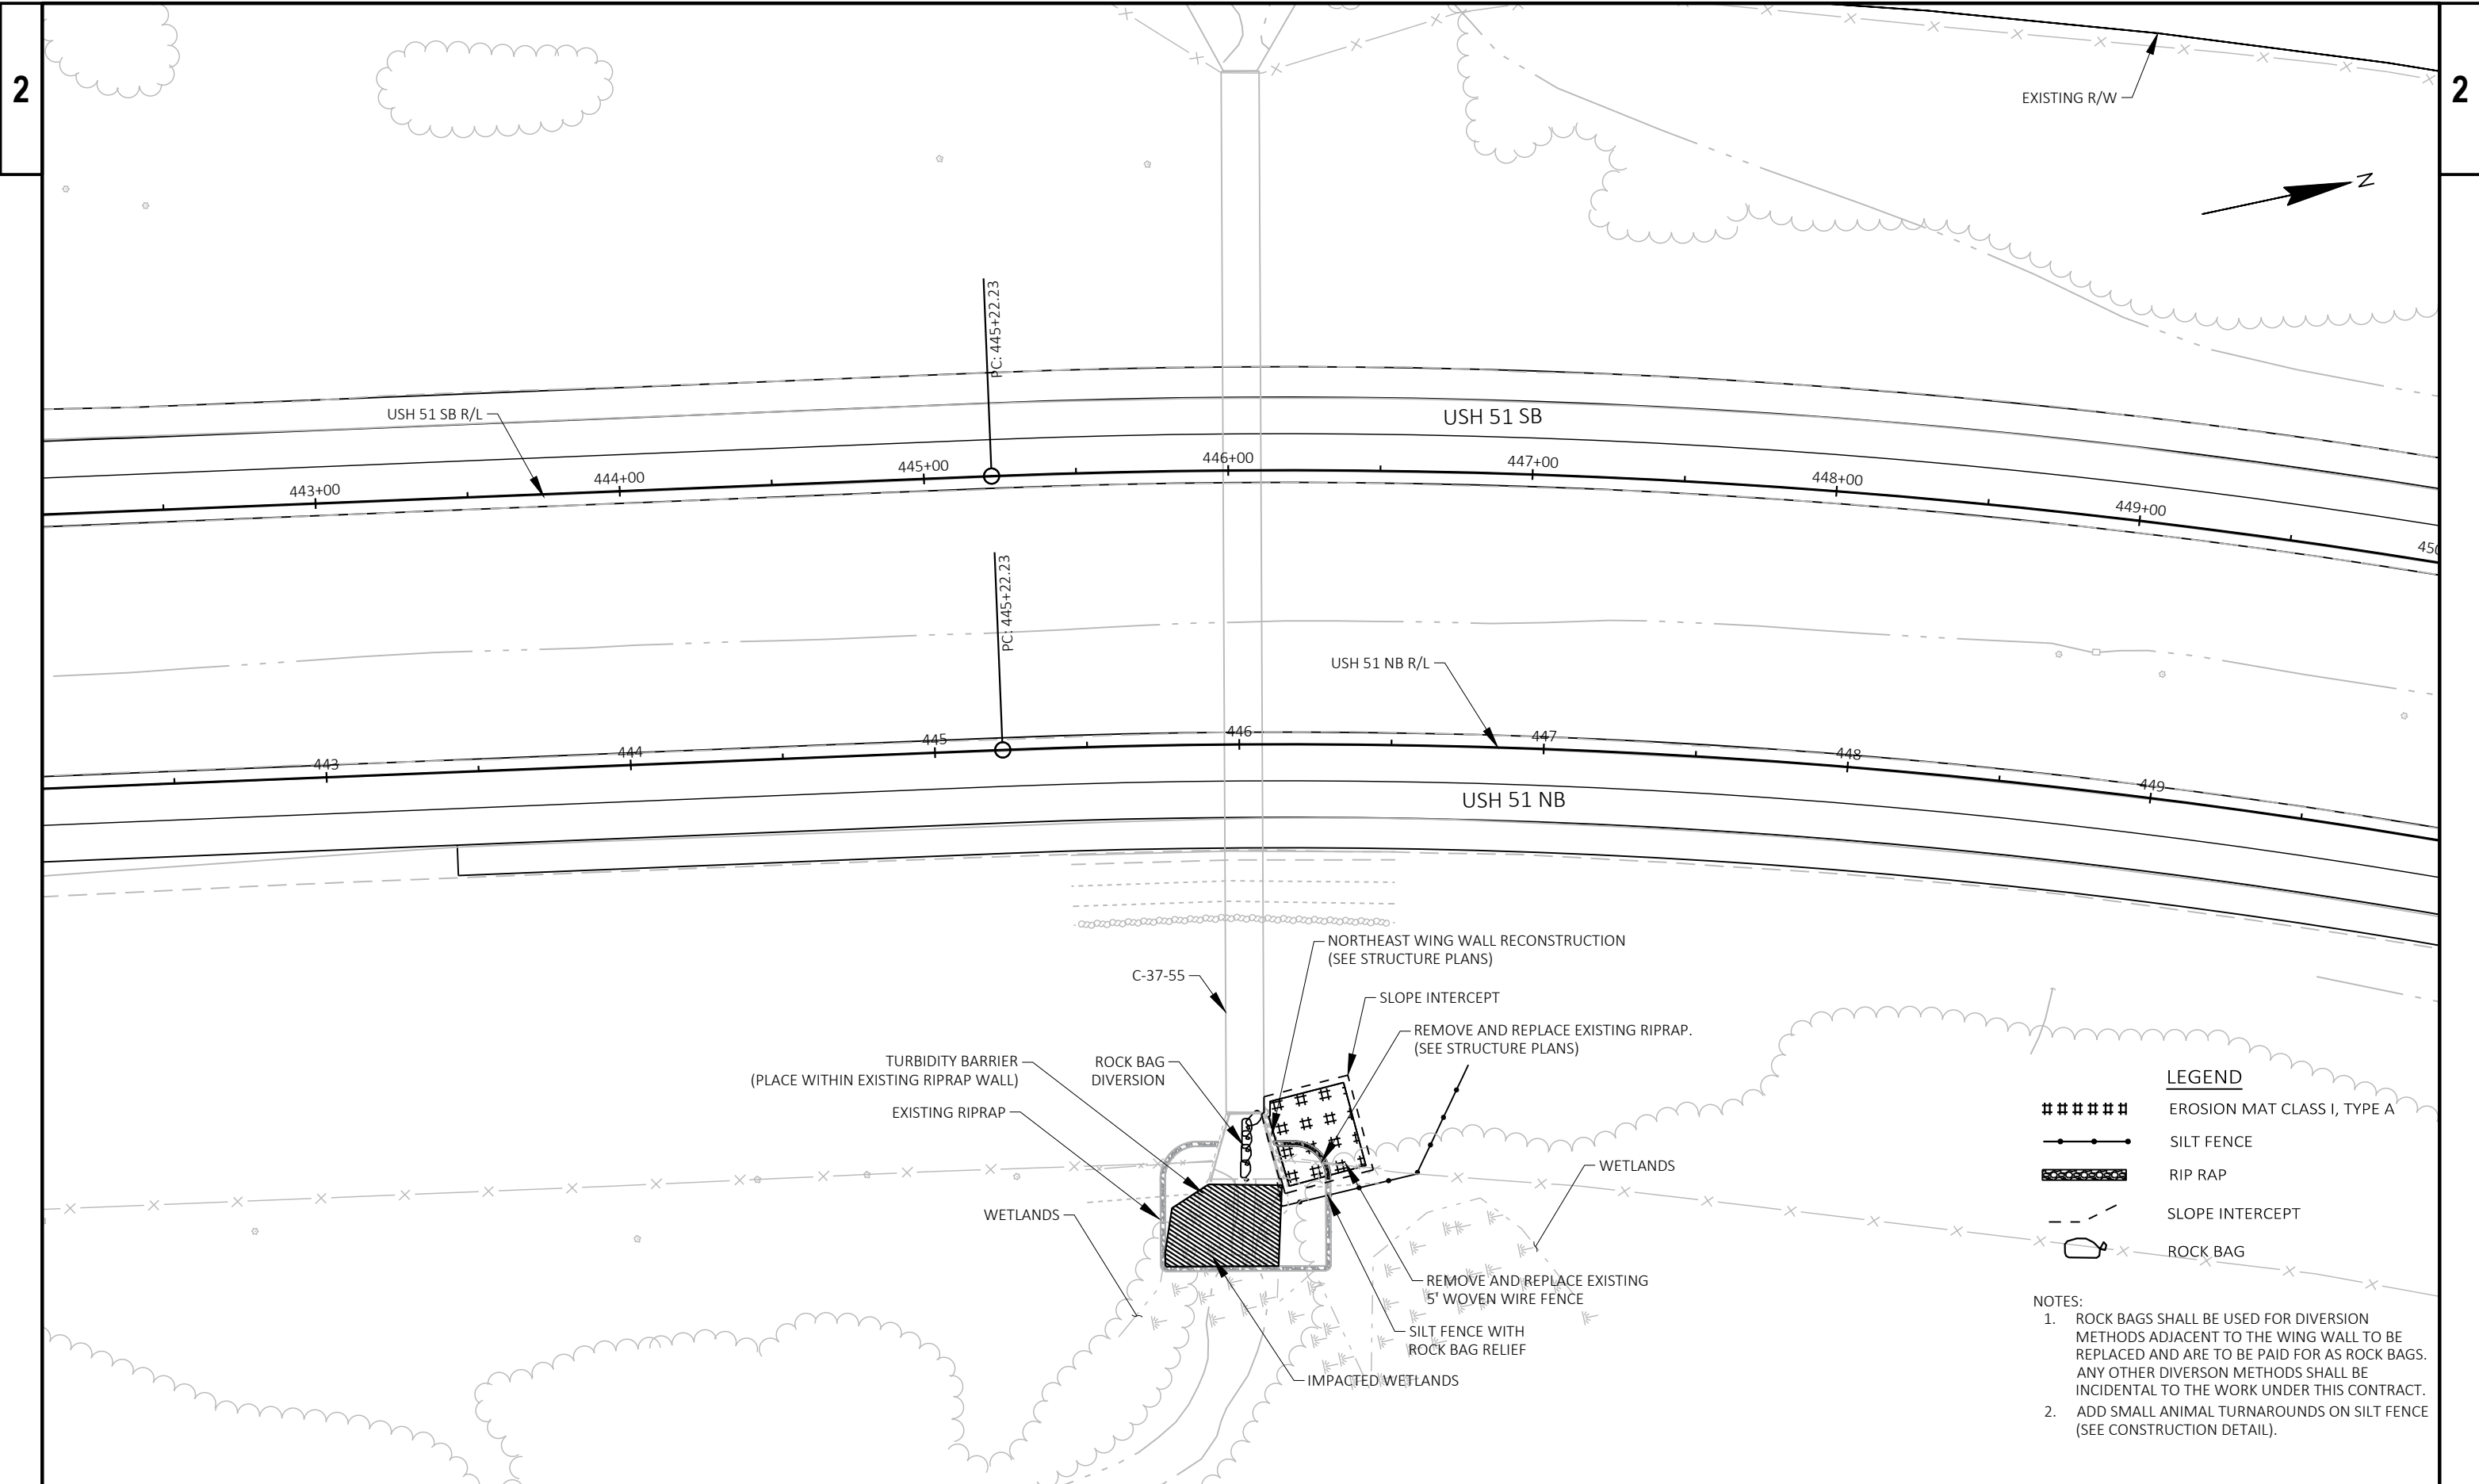 2
2
EXISTING R/W
N
PC: 445+22.23
USH 51 SB R/L
USH 51 SB
443+00
444+00
445+00
446+00
447+00
448+00
449+00
450
PC: 445+22.23
USH 51 NB R/L
443
444
445
446
447
448
449
USH 51 NB
NORTHEAST WING WALL RECONSTRUCTION
(SEE STRUCTURE PLANS)
C-37-55
SLOPE INTERCEPT
REMOVE AND REPLACE EXISTING RIPRAP.
(SEE STRUCTURE PLANS)
TURBIDITY BARRIER
(PLACE WITHIN EXISTING RIPRAP WALL)
ROCK BAG
DIVERSION
EXISTING RIPRAP
WETLANDS
WETLANDS
REMOVE AND REPLACE EXISTING
5' WOVEN WIRE FENCE
SILT FENCE WITH
ROCK BAG RELIEF
IMPACTED WETLANDS
LEGEND
EROSION MAT CLASS I, TYPE A
SILT FENCE
RIP RAP
SLOPE INTERCEPT
ROCK BAG
NOTES:
1. ROCK BAGS SHALL BE USED FOR DIVERSION
METHODS ADJACENT TO THE WING WALL TO BE
REPLACED AND ARE TO BE PAID FOR AS ROCK BAGS.
ANY OTHER DIVERSON METHODS SHALL BE
INCIDENTAL TO THE WORK UNDER THIS CONTRACT.
2. ADD SMALL ANIMAL TURNAROUNDS ON SILT FENCE
(SEE CONSTRUCTION DETAIL).